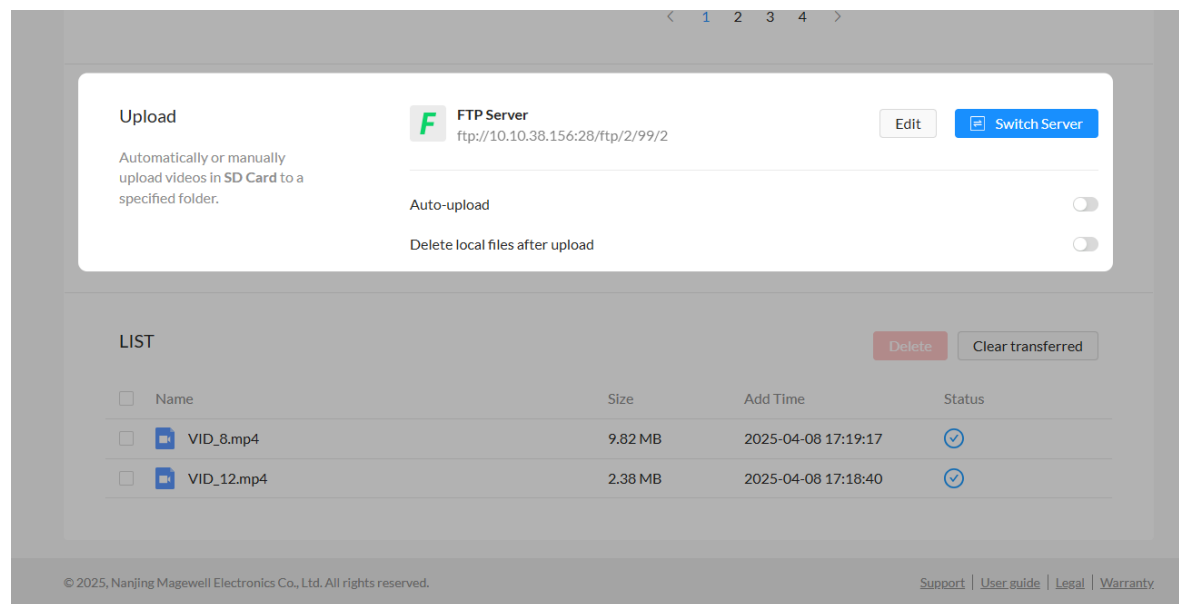 < 1 2 3 4 >
Upload
Automatically or manually
upload videos in SD Card to a
specified folder.
F
FTP Server
ftp://10.10.38.156:28/ftp/2/99/2
Edit
Switch Server
Auto-upload
Delete local files after upload
LIST
Delete
Clear transferred
Name Size Add Time Status
VID_8.mp4 9.82 MB 2025-04-08 17:19:17
VID_12.mp4 2.38 MB 2025-04-08 17:18:40
© 2025, Nanjing Magewell Electronics Co., Ltd. All rights reserved.
Support | User guide | Legal | Warranty